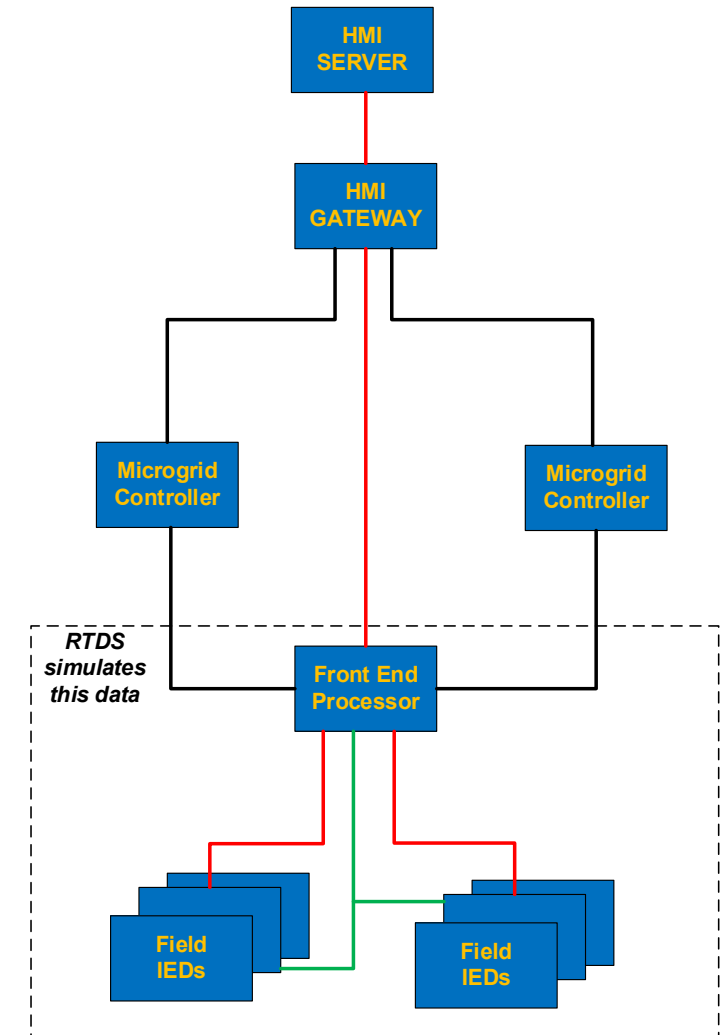 HMI
SERVER
HMI
GATEWAY
Microgrid
Controller
Microgrid
Controller
RTDS
simulates
this data
Front End
Processor
Field
IEDs
Field
IEDs